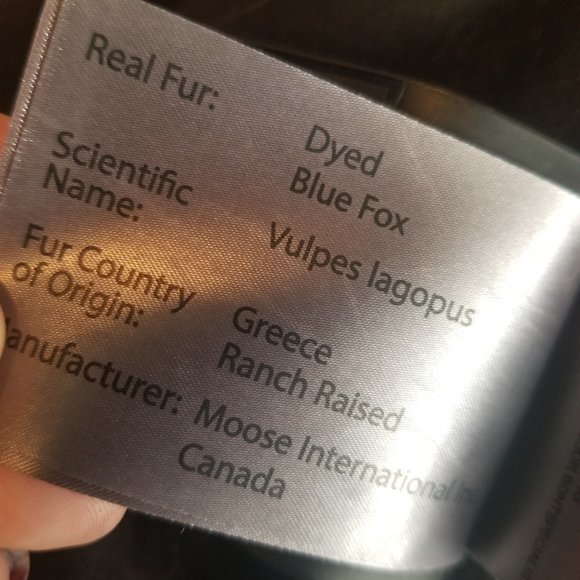 Real Fur: Dyed
Blue Fox
Scientific
Name: Vulpes lagopus
Fur Country
of Origin: Greece
Ranch Raised
anufacturer: Moose International
Canada